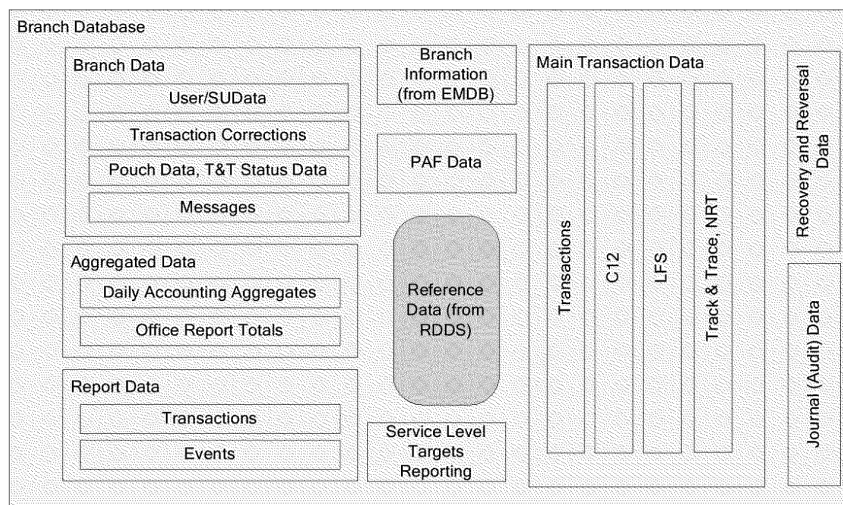 Branch Database
Branch Data
User/SUData
Transaction Corrections
Pouch Data, T&T Status Data
Messages
Aggregated Data
Daily Accounting Aggregates
Office Report Totals
Report Data
Transactions
Events
Branch
Information
(from EMDB)
PAF Data
Reference
Data (from
RDDS)
Service Level
Targets
Reporting
Main Transaction Data
Transactions
C12
LFS
Track & Trace, NRT
Recovery and Reversal
Data
Journal (Audit) Data